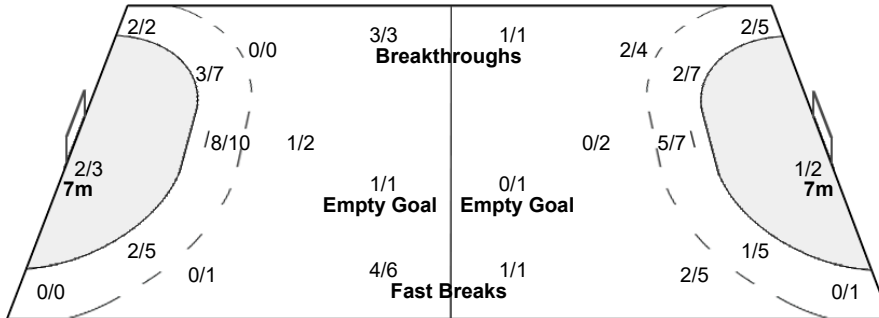 2/2 3/3 1/1 2/5
0/0 Breakthroughs 2/4
3/7 2/7
8/10 1/2 0/2 5/7
2/3 1/1 0/1 1/2
7m Empty Goal Empty Goal 7m
2/5 1/5
0/1 4/6 1/1 2/5
0/0 Fast Breaks 0/1